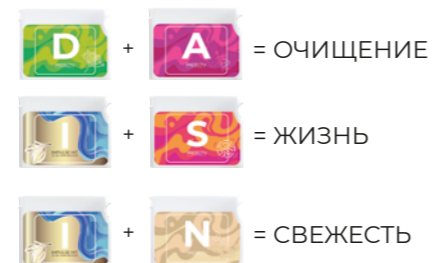 D + A = ОЧИЩЕНИЕ
I + S = ЖИЗНЬ
I + N = СВЕЖЕСТЬ